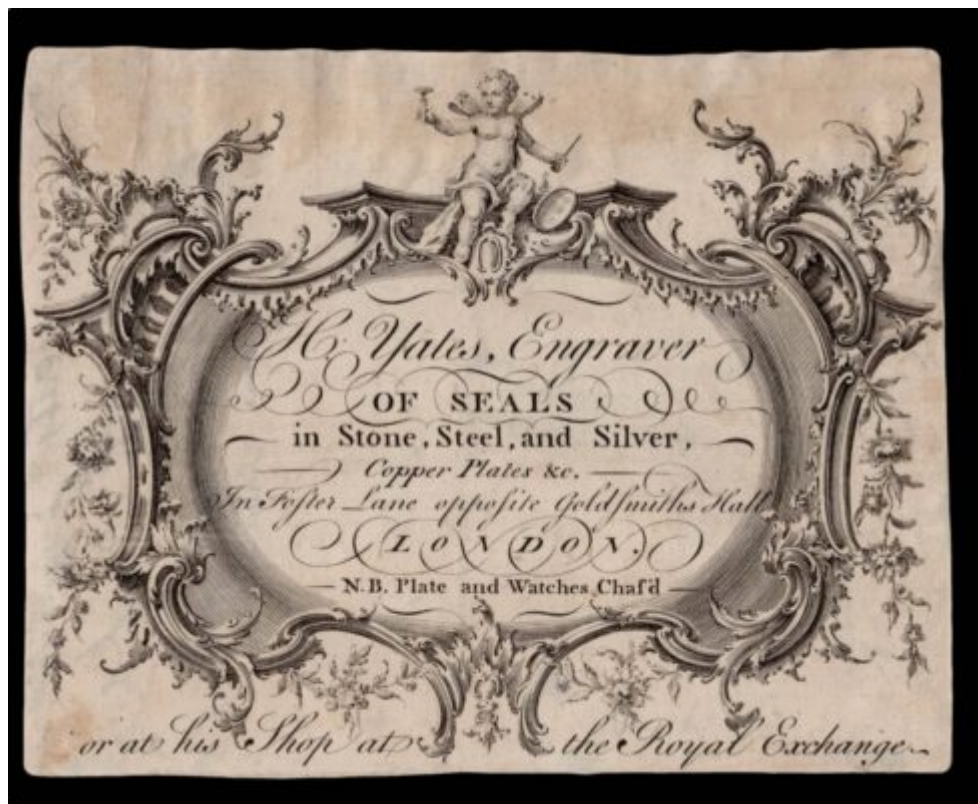 H. Yates, Engraver
OF SEALS
in Stone, Steel, and Silver,
Copper Plates &c.
In Foster Lane opposite Goldsmiths Hall
LONDON.
N.B. Plate and Watches Chas'd
or at his Shop at the Royal Exchange